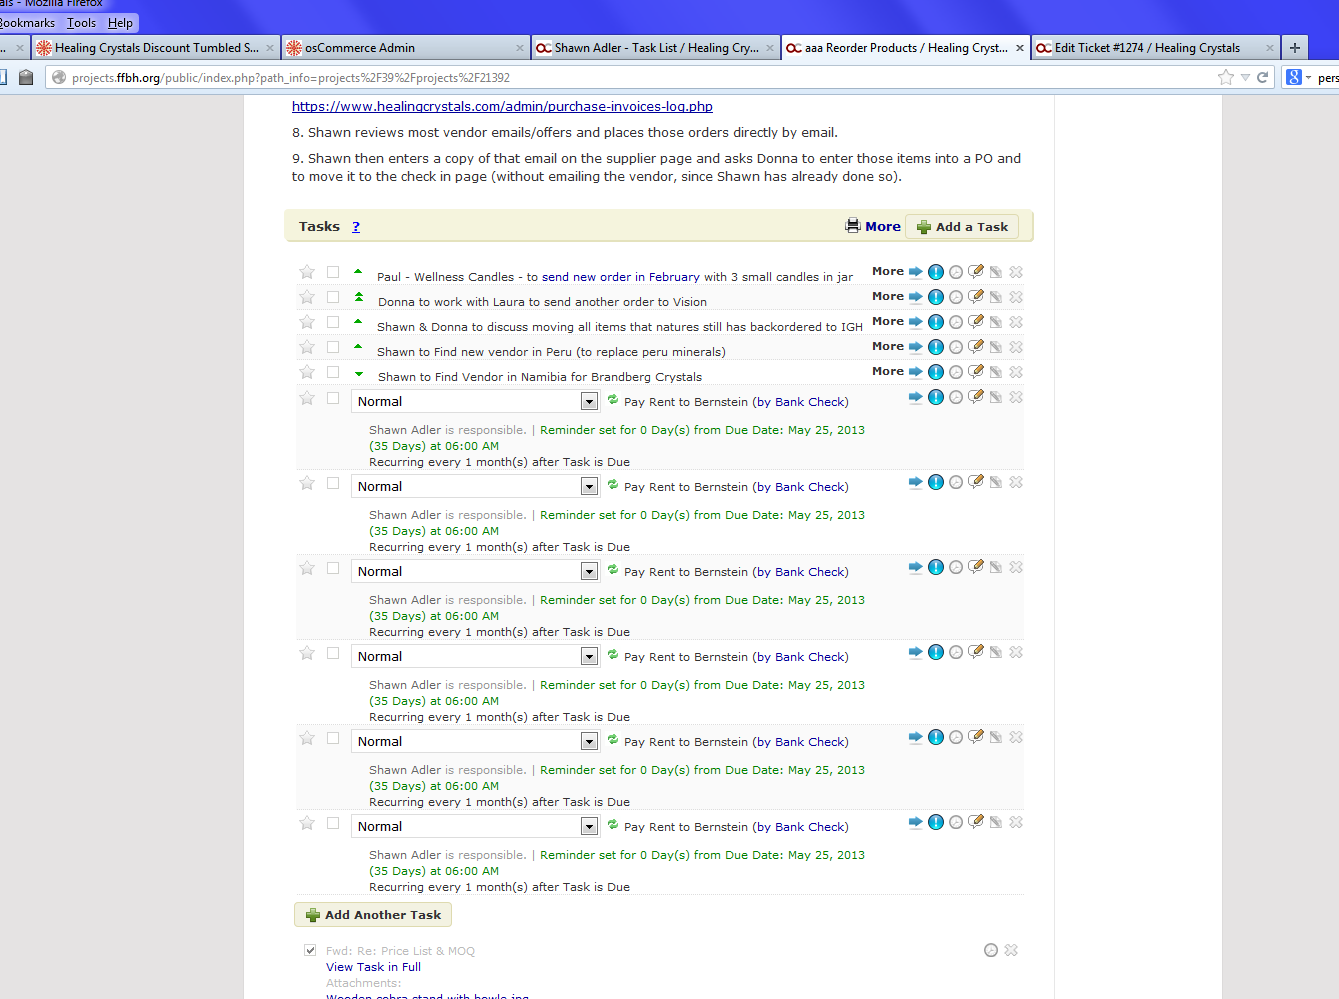 als - Mozilla Firefox
Bookmarks Tools Help
Healing Crystals Discount Tumbled S... osCommerce Admin Shawn Adler - Task List / Healing Cry... aaa Reorder Products / Healing Cryst... Edit Ticket #1274 / Healing Crystals
projects.ffbh.org/public/index.php?path_info=projects%2F39%2Fprojects%2F21392
pers
https://www.healingcrystals.com/admin/purchase-invoices-log.php
8. Shawn reviews most vendor emails/offers and places those orders directly by email.
9. Shawn then enters a copy of that email on the supplier page and asks Donna to enter those items into a PO and
to move it to the check in page (without emailing the vendor, since Shawn has already done so).
Tasks ? More Add a Task
Paul - Wellness Candles - to send new order in February with 3 small candles in jar More
Donna to work with Laura to send another order to Vision More
Shawn & Donna to discuss moving all items that natures still has backordered to IGH More
Shawn to Find new vendor in Peru (to replace peru minerals) More
Shawn to Find Vendor in Namibia for Brandberg Crystals More
Normal Pay Rent to Bernstein (by Bank Check)
Shawn Adler is responsible. | Reminder set for 0 Day(s) from Due Date: May 25, 2013
(35 Days) at 06:00 AM
Recurring every 1 month(s) after Task is Due
Normal Pay Rent to Bernstein (by Bank Check)
Shawn Adler is responsible. | Reminder set for 0 Day(s) from Due Date: May 25, 2013
(35 Days) at 06:00 AM
Recurring every 1 month(s) after Task is Due
Normal Pay Rent to Bernstein (by Bank Check)
Shawn Adler is responsible. | Reminder set for 0 Day(s) from Due Date: May 25, 2013
(35 Days) at 06:00 AM
Recurring every 1 month(s) after Task is Due
Normal Pay Rent to Bernstein (by Bank Check)
Shawn Adler is responsible. | Reminder set for 0 Day(s) from Due Date: May 25, 2013
(35 Days) at 06:00 AM
Recurring every 1 month(s) after Task is Due
Normal Pay Rent to Bernstein (by Bank Check)
Shawn Adler is responsible. | Reminder set for 0 Day(s) from Due Date: May 25, 2013
(35 Days) at 06:00 AM
Recurring every 1 month(s) after Task is Due
Normal Pay Rent to Bernstein (by Bank Check)
Shawn Adler is responsible. | Reminder set for 0 Day(s) from Due Date: May 25, 2013
(35 Days) at 06:00 AM
Recurring every 1 month(s) after Task is Due
Add Another Task
Fwd: Re: Price List & MOQ
View Task in Full
Attachments:
Wooden cobra stand with bowls.jpg